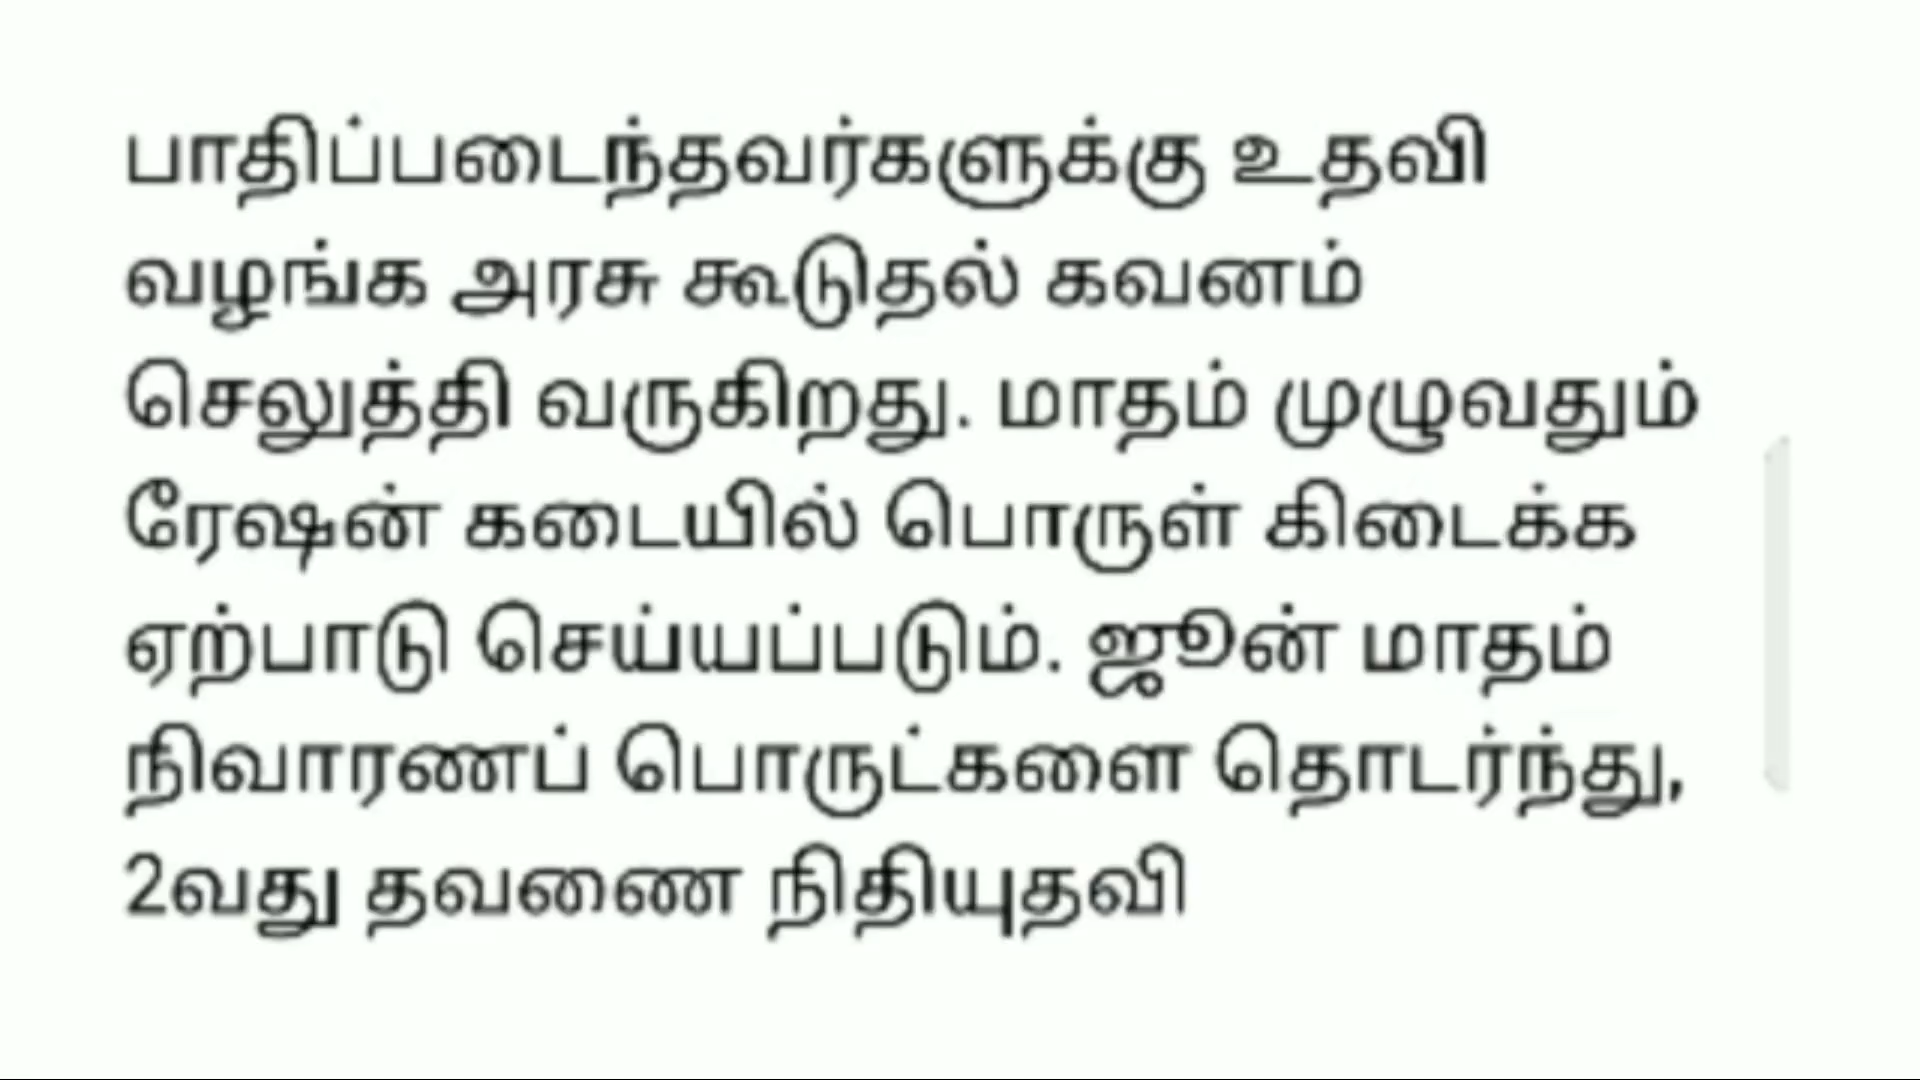 பாதிப்படைந்தவர்களுக்கு உதவி
வழங்க அரசு கூடுதல் கவனம்
செலுத்தி வருகிறது. மாதம் முழுவதும்
ரேஷன் கடையில் பொருள் கிடைக்க
ஏற்பாடு செய்யப்படும். ஜூன் மாதம்
நிவாரணப் பொருட்களை தொடர்ந்து,
2வது தவணை நிதியுதவி